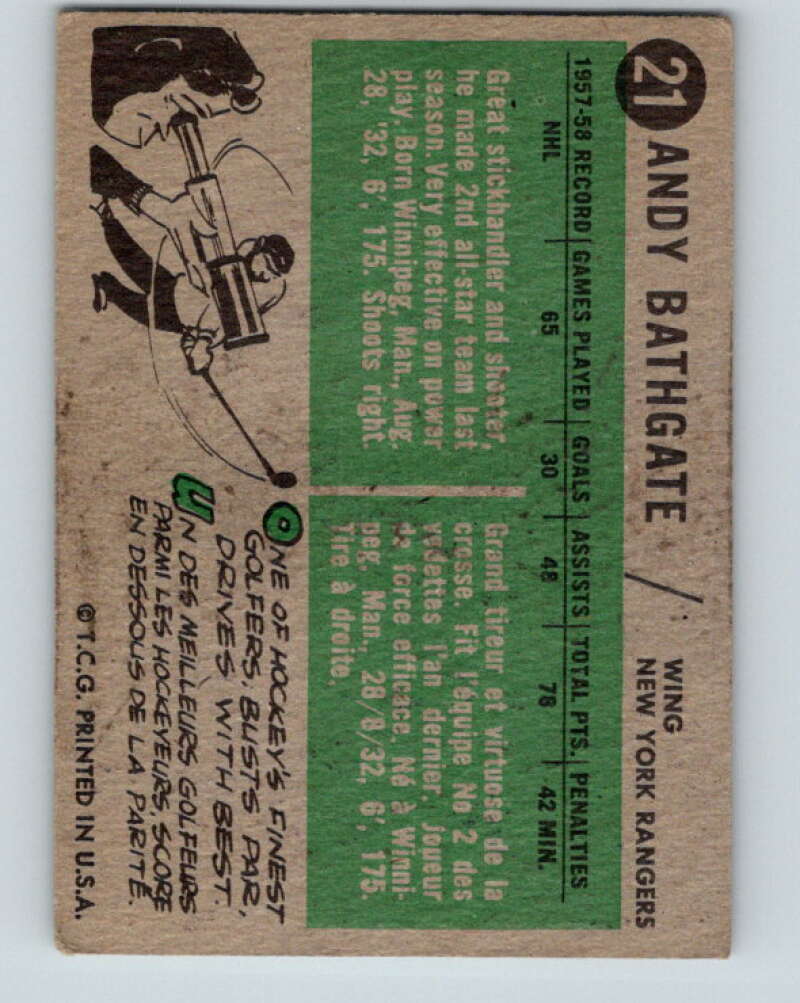 21 ANDY BATHGATE / WING
NEW YORK RANGERS
1957-58 RECORD GAMES PLAYED GOALS ASSISTS TOTAL PTS. PENALTIES
NHL 65 30 48 78 42 MIN.
Great stickhandler and shooter,
he made 2nd all-star team last
season. Very effective on power
play. Born Winnipeg, Man., Aug.
28, '32, 6', 175. Shoots right.
Grand tireur et virtuose de la
crosse. Fit l'équipe No 2 des
vedettes l'an dernier. Joueur
de force efficace. Né à Winni-
peg, Man., 28/8/32, 6', 175.
Tire à droite.
ONE OF HOCKEY'S FINEST
GOLFERS, BUSTS PAR,
DRIVES WITH BEST.
UN DES MEILLEURS GOLFEURS
PARMI LES HOCKEYEURS, SCORE
EN DESSOUS DE LA PARITÉ.
© T.C.G. PRINTED IN U.S.A.